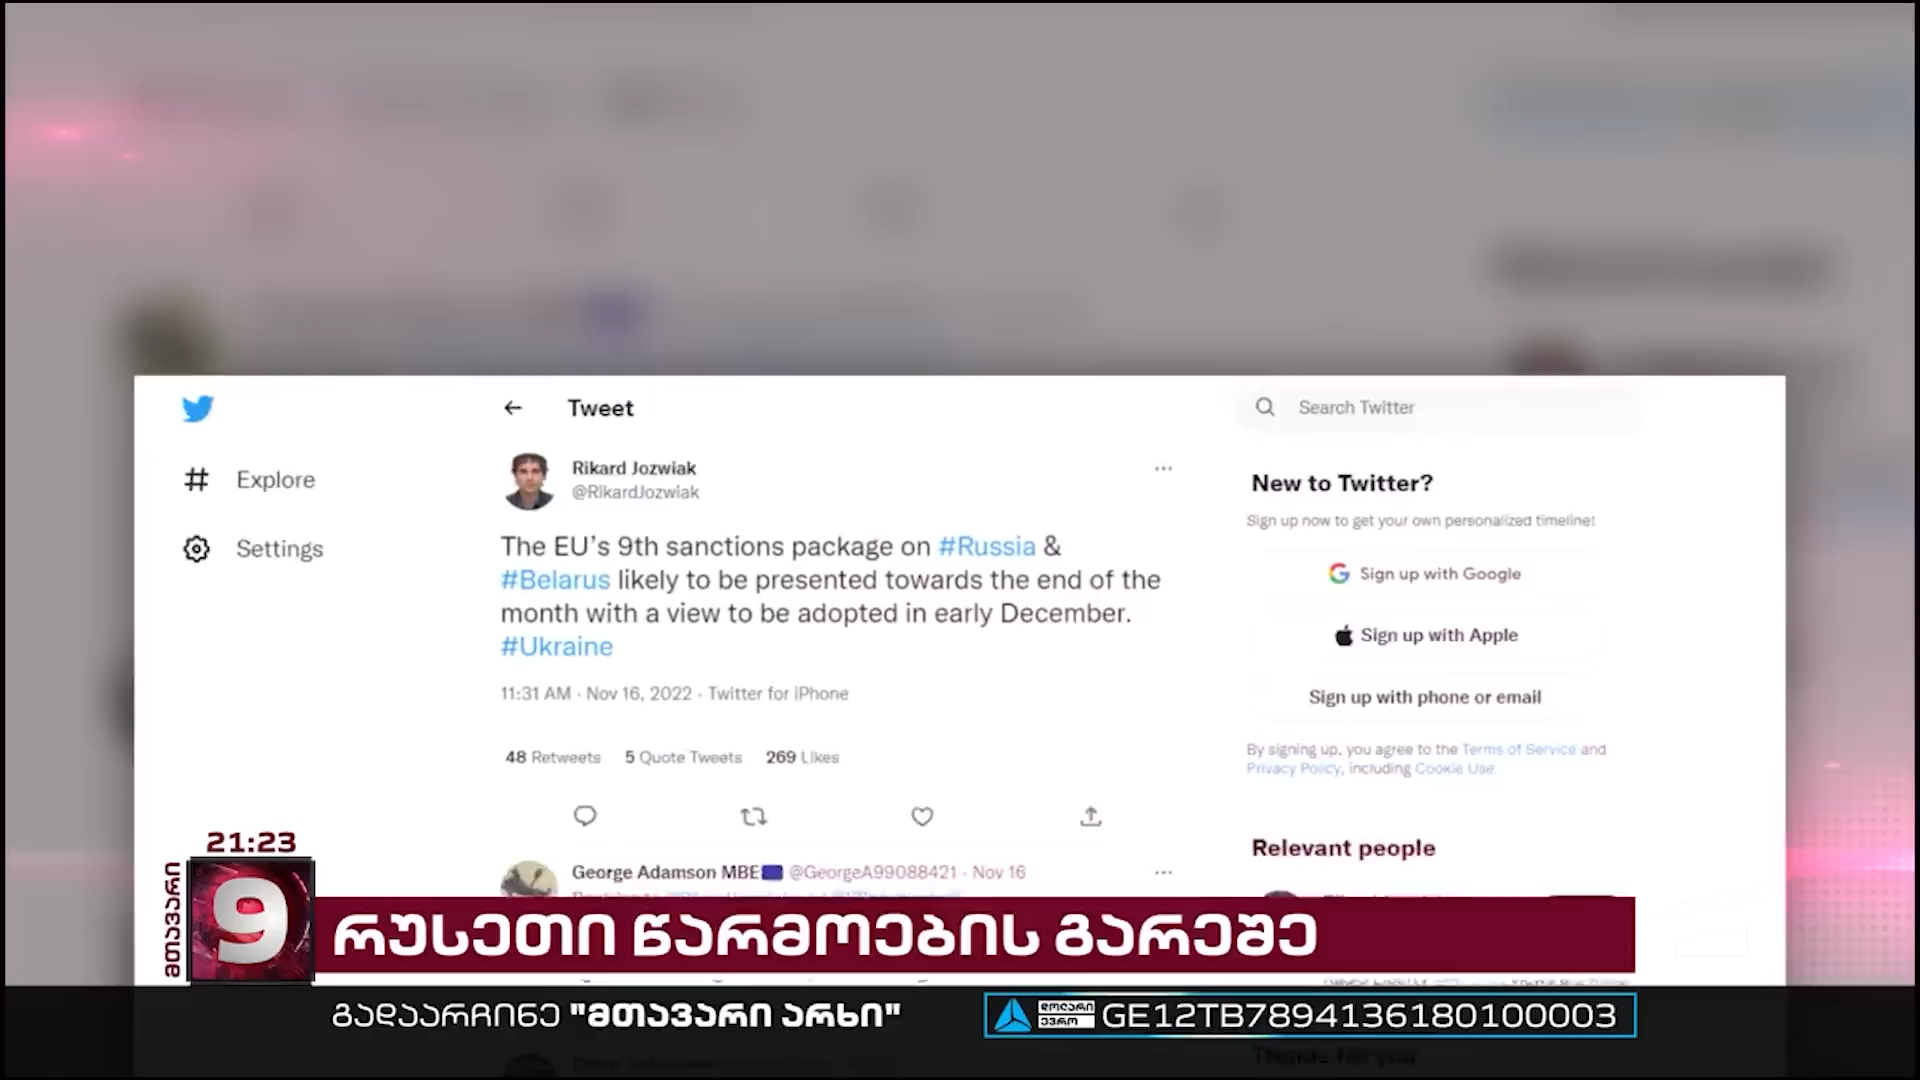 Tweet
Search Twitter
Explore
Settings
Rikard Jozwiak
@RikardJozwiak
The EU's 9th sanctions package on #Russia &
#Belarus likely to be presented towards the end of the
month with a view to be adopted in early December.
#Ukraine
11:31 AM · Nov 16, 2022 · Twitter for iPhone
48 Retweets 5 Quote Tweets 269 Likes
New to Twitter?
Sign up now to get your own personalized timeline!
Sign up with Google
Sign up with Apple
Sign up with phone or email
By signing up, you agree to the Terms of Service and
Privacy Policy, including Cookie Use.
Relevant people
George Adamson MBE @GeorgeA99088421 · Nov 16
21:23
მთავარი
9
რუსეთი წარმოების გარეშე
გადაარჩინე "მთავარი არხი"
დოლარი
ევრო
GE12TB7894136180100003